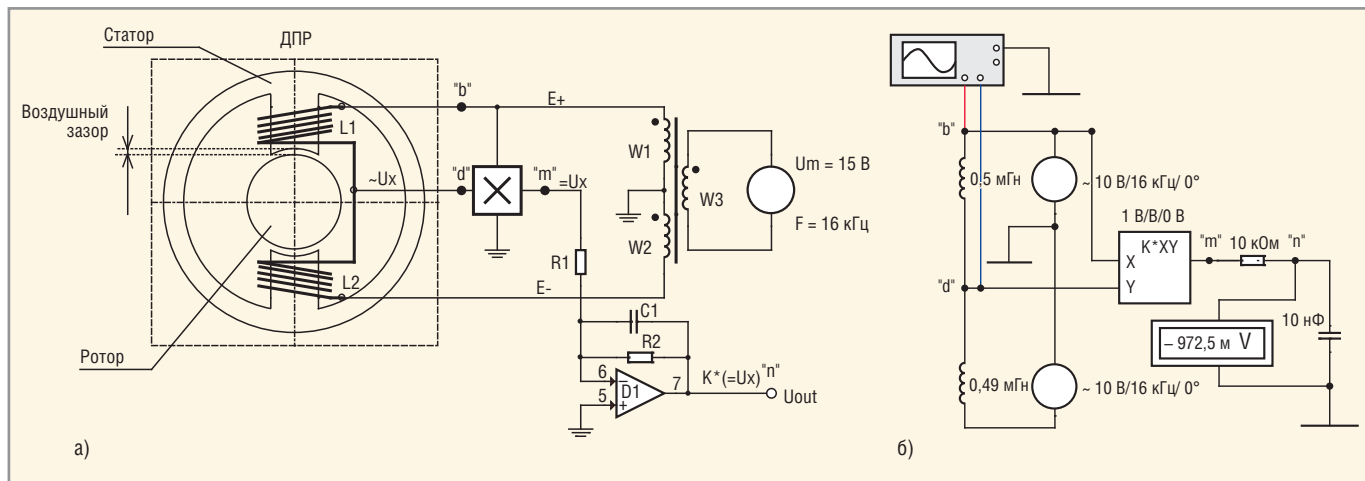 Статор
ДПР
Воздушный
зазор
L1
~Ux
L2
Ротор
"b"
E+
"d"
"m"
=Ux
R1
E-
W1
W2
W3
Um = 15 В
F = 16 кГц
C1
R2
6
5
7
D1
–
+
K*(=Ux)
"n"
Uout
а)
"b"
0,5 мГн
~ 10 В/16 кГц/ 0°
1 В/В/0 В
K*XY
X
Y
"m"
10 кОм
"n"
"d"
10 нФ
– 972,5 м V
0,49 мГн
~ 10 В/16 кГц/ 0°
б)